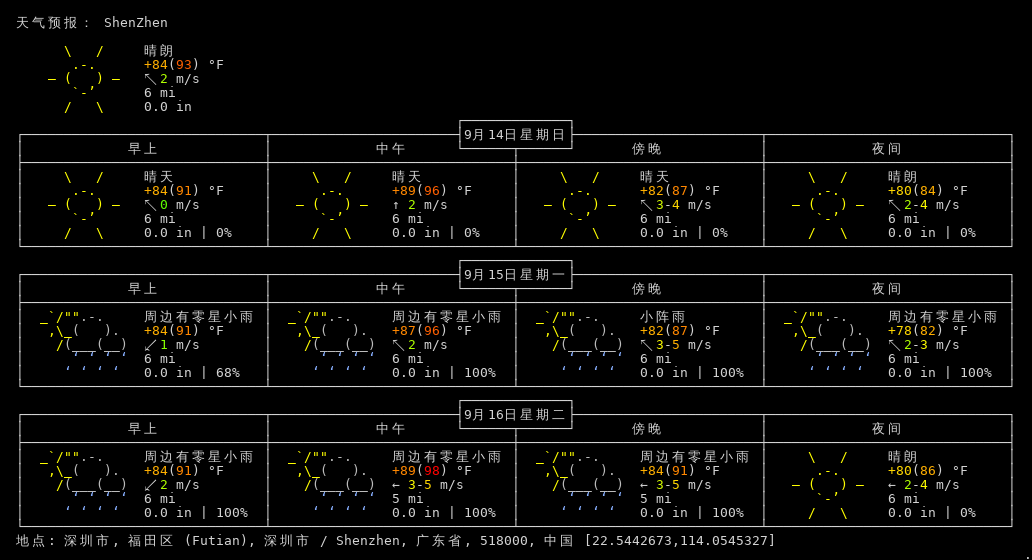 天气预报： ShenZhen
晴朗
+84(93) °F
↖2 m/s
6 mi
0.0 in
9月14日星期日
早上 中午 傍晚 夜间
晴天 晴天 晴天 晴朗
+84(91) °F +89(96) °F +82(87) °F +80(84) °F
↖0 m/s ↑ 2 m/s ↖3-4 m/s ↖2-4 m/s
6 mi 6 mi 6 mi 6 mi
0.0 in | 0% 0.0 in | 0% 0.0 in | 0% 0.0 in | 0%
9月15日星期一
早上 中午 傍晚 夜间
周边有零星小雨 周边有零星小雨 小阵雨 周边有零星小雨
+84(91) °F +87(96) °F +82(87) °F +78(82) °F
↙1 m/s ↖2 m/s ↖3-5 m/s ↖2-3 m/s
6 mi 6 mi 6 mi 6 mi
0.0 in | 68% 0.0 in | 100% 0.0 in | 100% 0.0 in | 100%
9月16日星期二
早上 中午 傍晚 夜间
周边有零星小雨 周边有零星小雨 周边有零星小雨 晴朗
+84(91) °F +89(98) °F +84(91) °F +80(86) °F
↙2 m/s ← 3-5 m/s ← 3-5 m/s ← 2-4 m/s
6 mi 5 mi 5 mi 6 mi
0.0 in | 100% 0.0 in | 100% 0.0 in | 100% 0.0 in | 0%
地点: 深圳市, 福田区 (Futian), 深圳市 / Shenzhen, 广东省, 518000, 中国 [22.5442673,114.0545327]